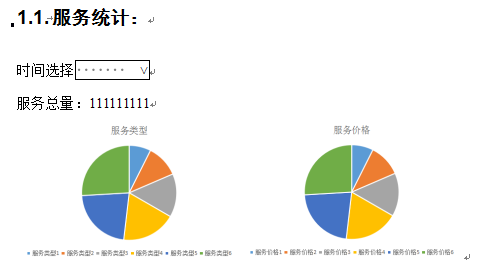 1.1.服务统计：
时间选择 ······· ∨
服务总量：111111111
服务类型
服务价格
服务类型1 服务类型2 服务类型3 服务类型4 服务类型5 服务类型6
服务价格1 服务价格2 服务价格3 服务价格4 服务价格5 服务价格6